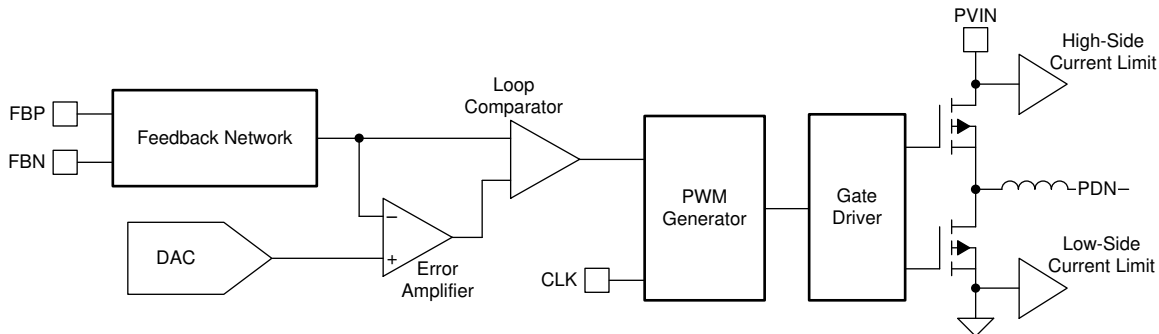 PVIN
High-Side
Current Limit
Loop
Comparator
FBP
Feedback Network
FBN
PWM
Generator
Gate
Driver
PDN
−
+
DAC
Error
Amplifier
CLK
Low-Side
Current Limit